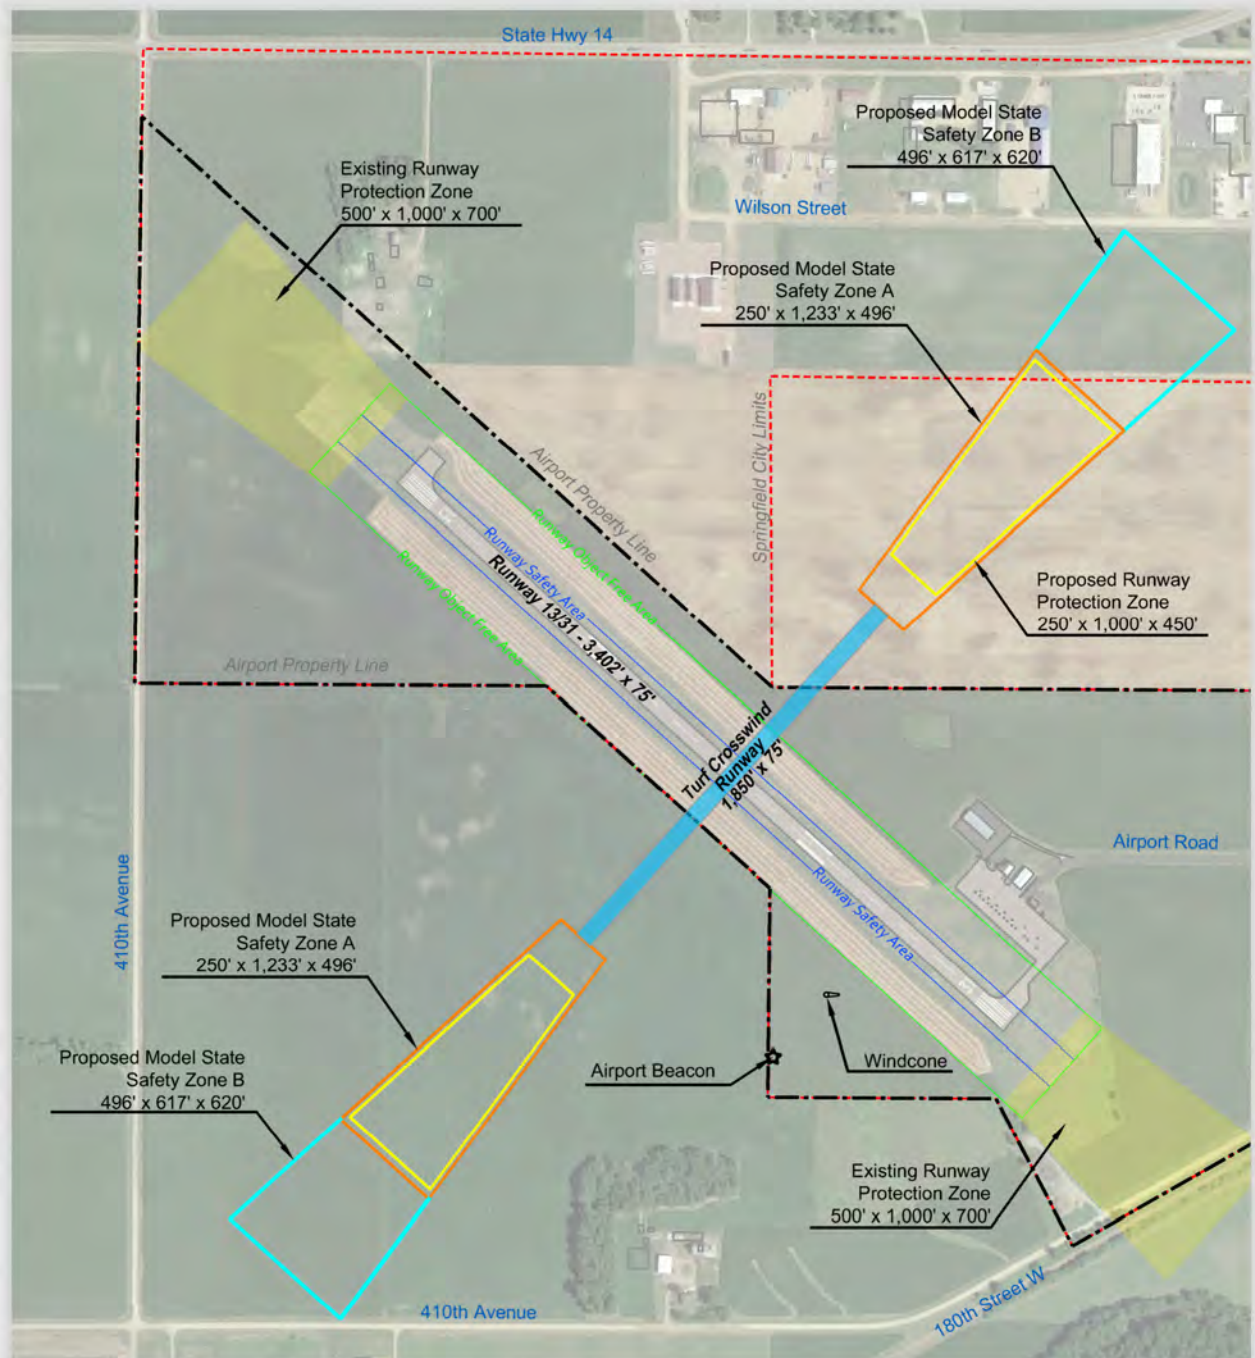 State Hwy 14
Proposed Model State
Safety Zone B
496' x 617' x 620'
Existing Runway
Protection Zone
500' x 1,000' x 700'
Wilson Street
Proposed Model State
Safety Zone A
250' x 1,233' x 496'
Springfield City Limits
Airport Property Line
Runway Object Free Area
Runway Safety Area
Runway 13/31 - 3,402' x 75'
Runway Object Free Area
Proposed Runway
Protection Zone
250' x 1,000' x 450'
Airport Property Line
Turf Crosswind
Runway
1,850' x 75'
Airport Road
410th Avenue
Runway Safety Area
Proposed Model State
Safety Zone A
250' x 1,233' x 496'
Proposed Model State
Safety Zone B
496' x 617' x 620'
Airport Beacon
Windcone
Existing Runway
Protection Zone
500' x 1,000' x 700'
410th Avenue
180th Street W